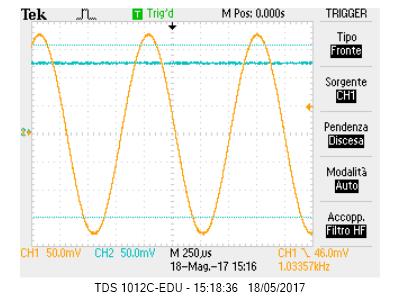 Tek T Trig'd M Pos: 0.000s TRIGGER
Tipo
Fronte
Sorgente
CH1
Pendenza
Discesa
Modalità
Auto
Accopp.
Filtro HF
2
CH1 50.0mV CH2 50.0mV M 250µs CH1 46.0mV
18-Mag.-17 15:16 1.03357kHz
TDS 1012C-EDU - 15:18:36 18/05/2017